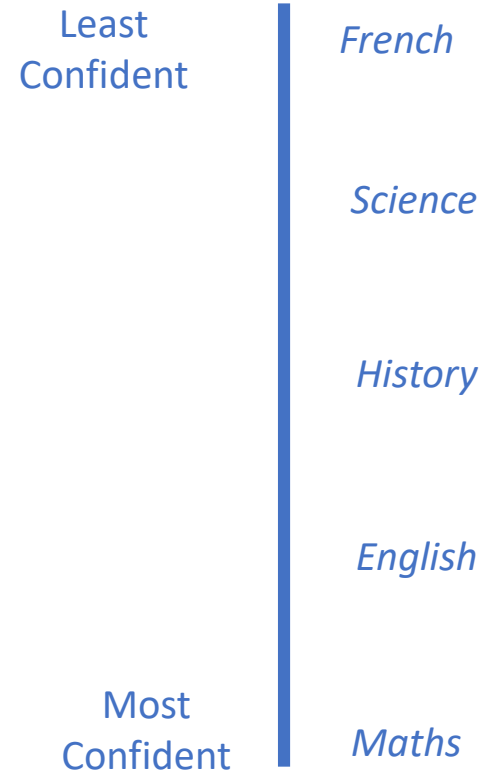 Least
Confident
French
Science
History
English
Most
Confident
Maths